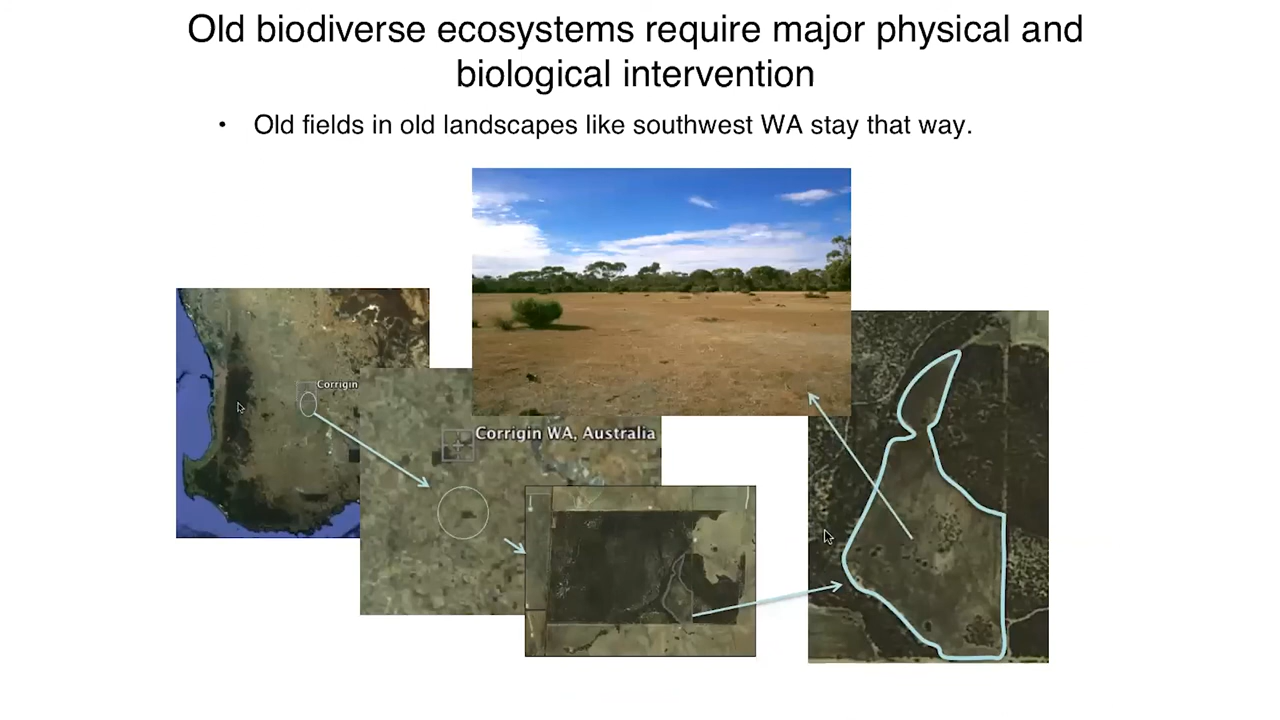 Old biodiverse ecosystems require major physical and
biological intervention
• Old fields in old landscapes like southwest WA stay that way.
Corrigin
Corrigin WA, Australia